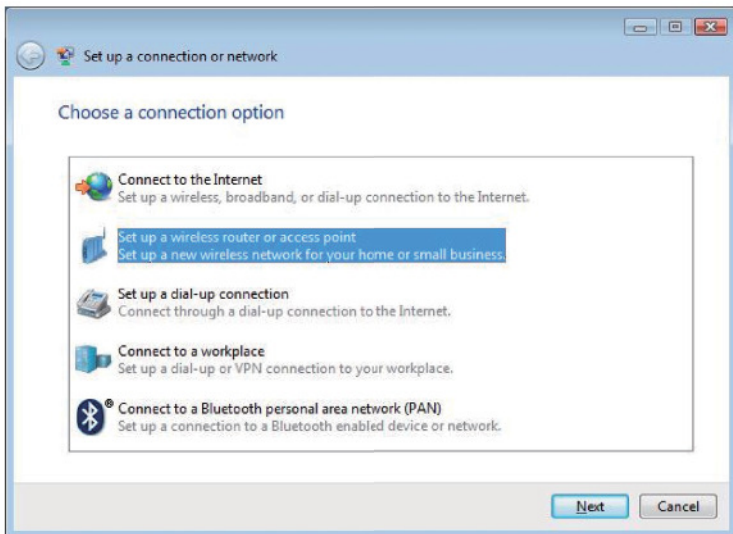 Set up a connection or network
Choose a connection option
Connect to the Internet
Set up a wireless, broadband, or dial-up connection to the Internet.
Set up a wireless router or access point
Set up a new wireless network for your home or small business.
Set up a dial-up connection
Connect through a dial-up connection to the Internet.
Connect to a workplace
Set up a dial-up or VPN connection to your workplace.
® Connect to a Bluetooth personal area network (PAN)
Set up a connection to a Bluetooth enabled device or network.
Next Cancel